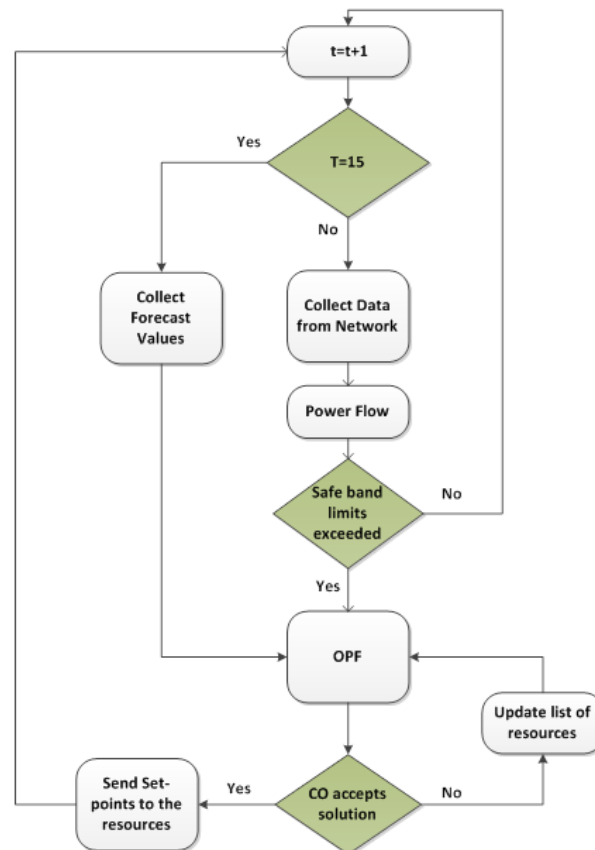 t=t+1
Yes
T=15
No
Collect
Forecast
Values
Collect Data
from Network
Power Flow
Safe band
limits
exceeded
No
Yes
OPF
Update list of
resources
Send Set-
points to the
resources
Yes
CO accepts
solution
No